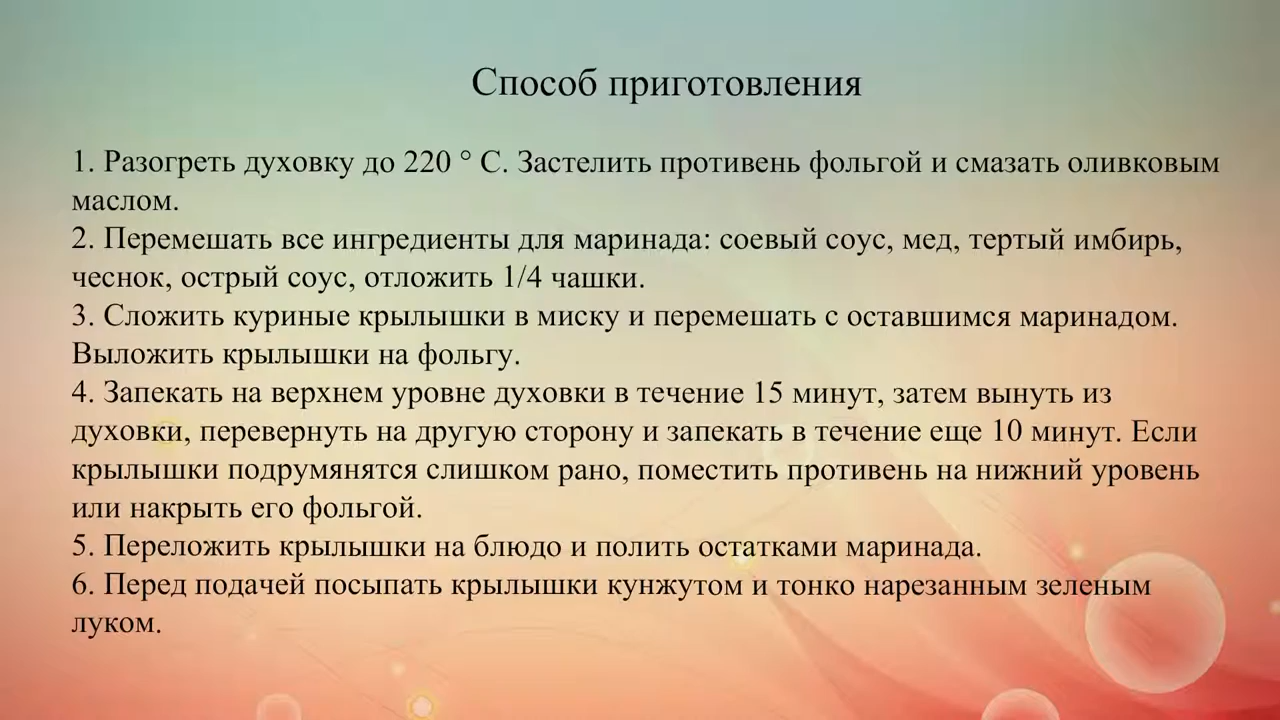 Способ приготовления
1. Разогреть духовку до 220 ° С. Застелить противень фольгой и смазать оливковым
маслом.
2. Перемешать все ингредиенты для маринада: соевый соус, мед, тертый имбирь,
чеснок, острый соус, отложить 1/4 чашки.
3. Сложить куриные крылышки в миску и перемешать с оставшимся маринадом.
Выложить крылышки на фольгу.
4. Запекать на верхнем уровне духовки в течение 15 минут, затем вынуть из
духовки, перевернуть на другую сторону и запекать в течение еще 10 минут. Если
крылышки подрумянятся слишком рано, поместить противень на нижний уровень
или накрыть его фольгой.
5. Переложить крылышки на блюдо и полить остатками маринада.
6. Перед подачей посыпать крылышки кунжутом и тонко нарезанным зеленым
луком.